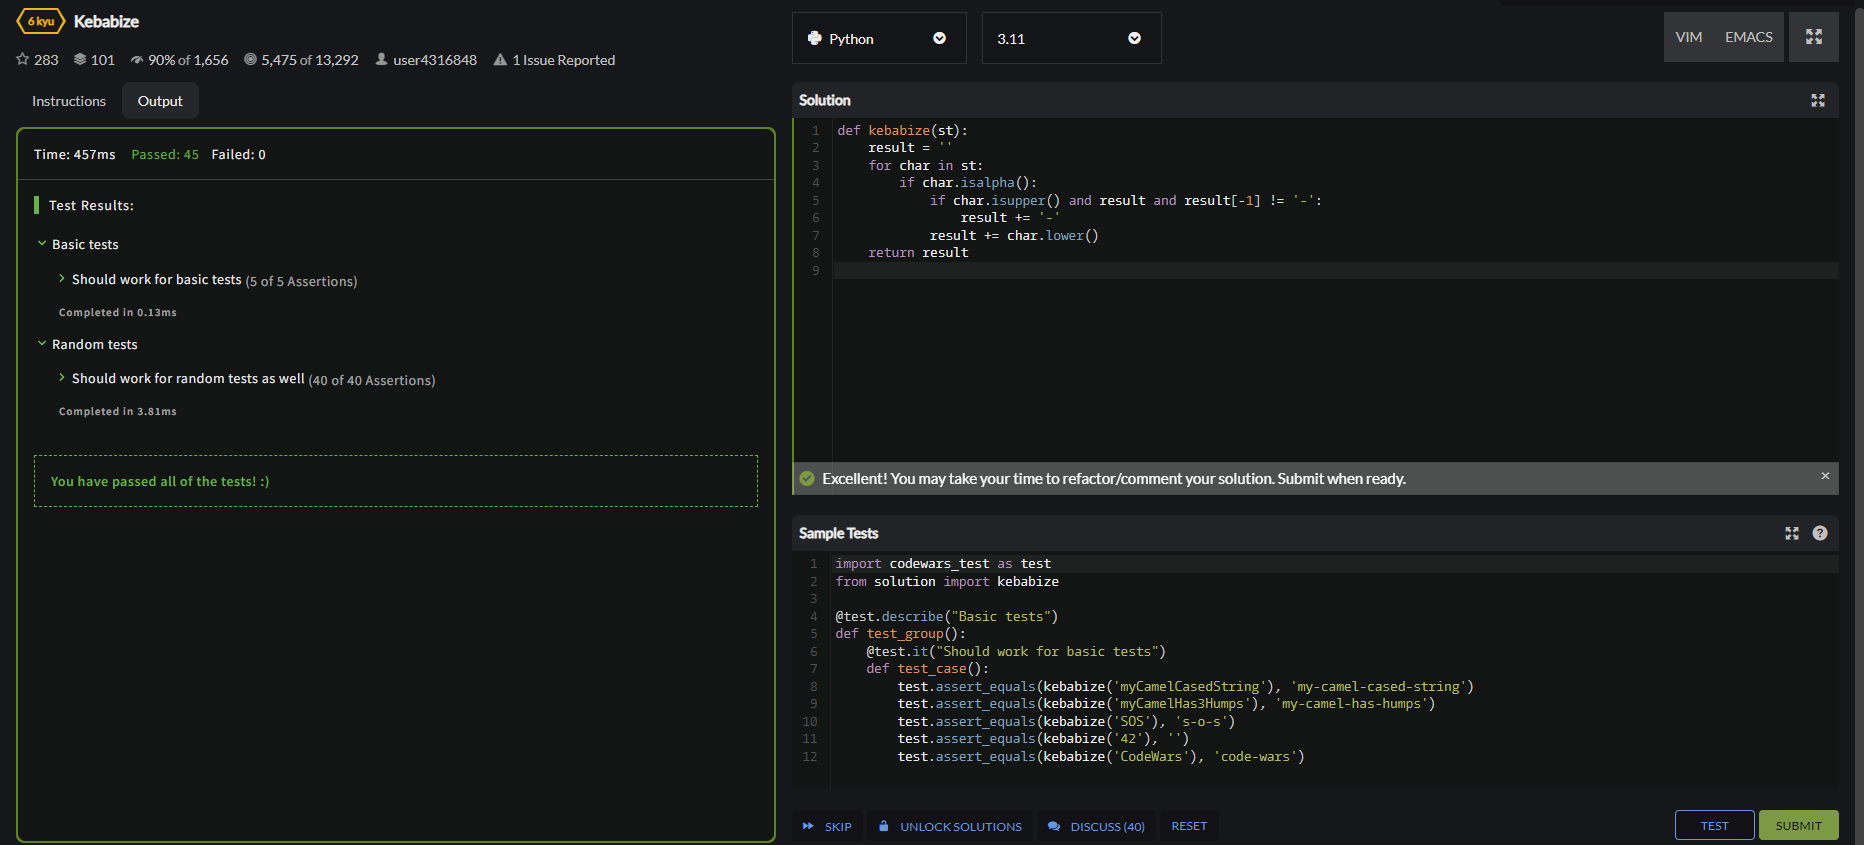 6 kyu Kebabize
283 101 90% of 1,656 5,475 of 13,292 user4316848 1 Issue Reported
Instructions Output
Time: 457ms Passed: 45 Failed: 0
Test Results:
Basic tests
Should work for basic tests (5 of 5 Assertions)
Completed in 0.13ms
Random tests
Should work for random tests as well (40 of 40 Assertions)
Completed in 3.81ms
You have passed all of the tests! :)
Python 3.11 VIM EMACS
Solution
1 def kebabize(st):
2     result = ''
3     for char in st:
4         if char.isalpha():
5             if char.isupper() and result and result[-1] != '-':
6                 result += '-'
7             result += char.lower()
8     return result
9
Excellent! You may take your time to refactor/comment your solution. Submit when ready. ×
Sample Tests ?
1 import codewars_test as test
2 from solution import kebabize
3
4 @test.describe("Basic tests")
5 def test_group():
6     @test.it("Should work for basic tests")
7     def test_case():
8         test.assert_equals(kebabize('myCamelCasedString'), 'my-camel-cased-string')
9         test.assert_equals(kebabize('myCamelHas3Humps'), 'my-camel-has-humps')
10         test.assert_equals(kebabize('SOS'), 's-o-s')
11         test.assert_equals(kebabize('42'), '')
12         test.assert_equals(kebabize('CodeWars'), 'code-wars')
SKIP UNLOCK SOLUTIONS DISCUSS (40) RESET TEST SUBMIT